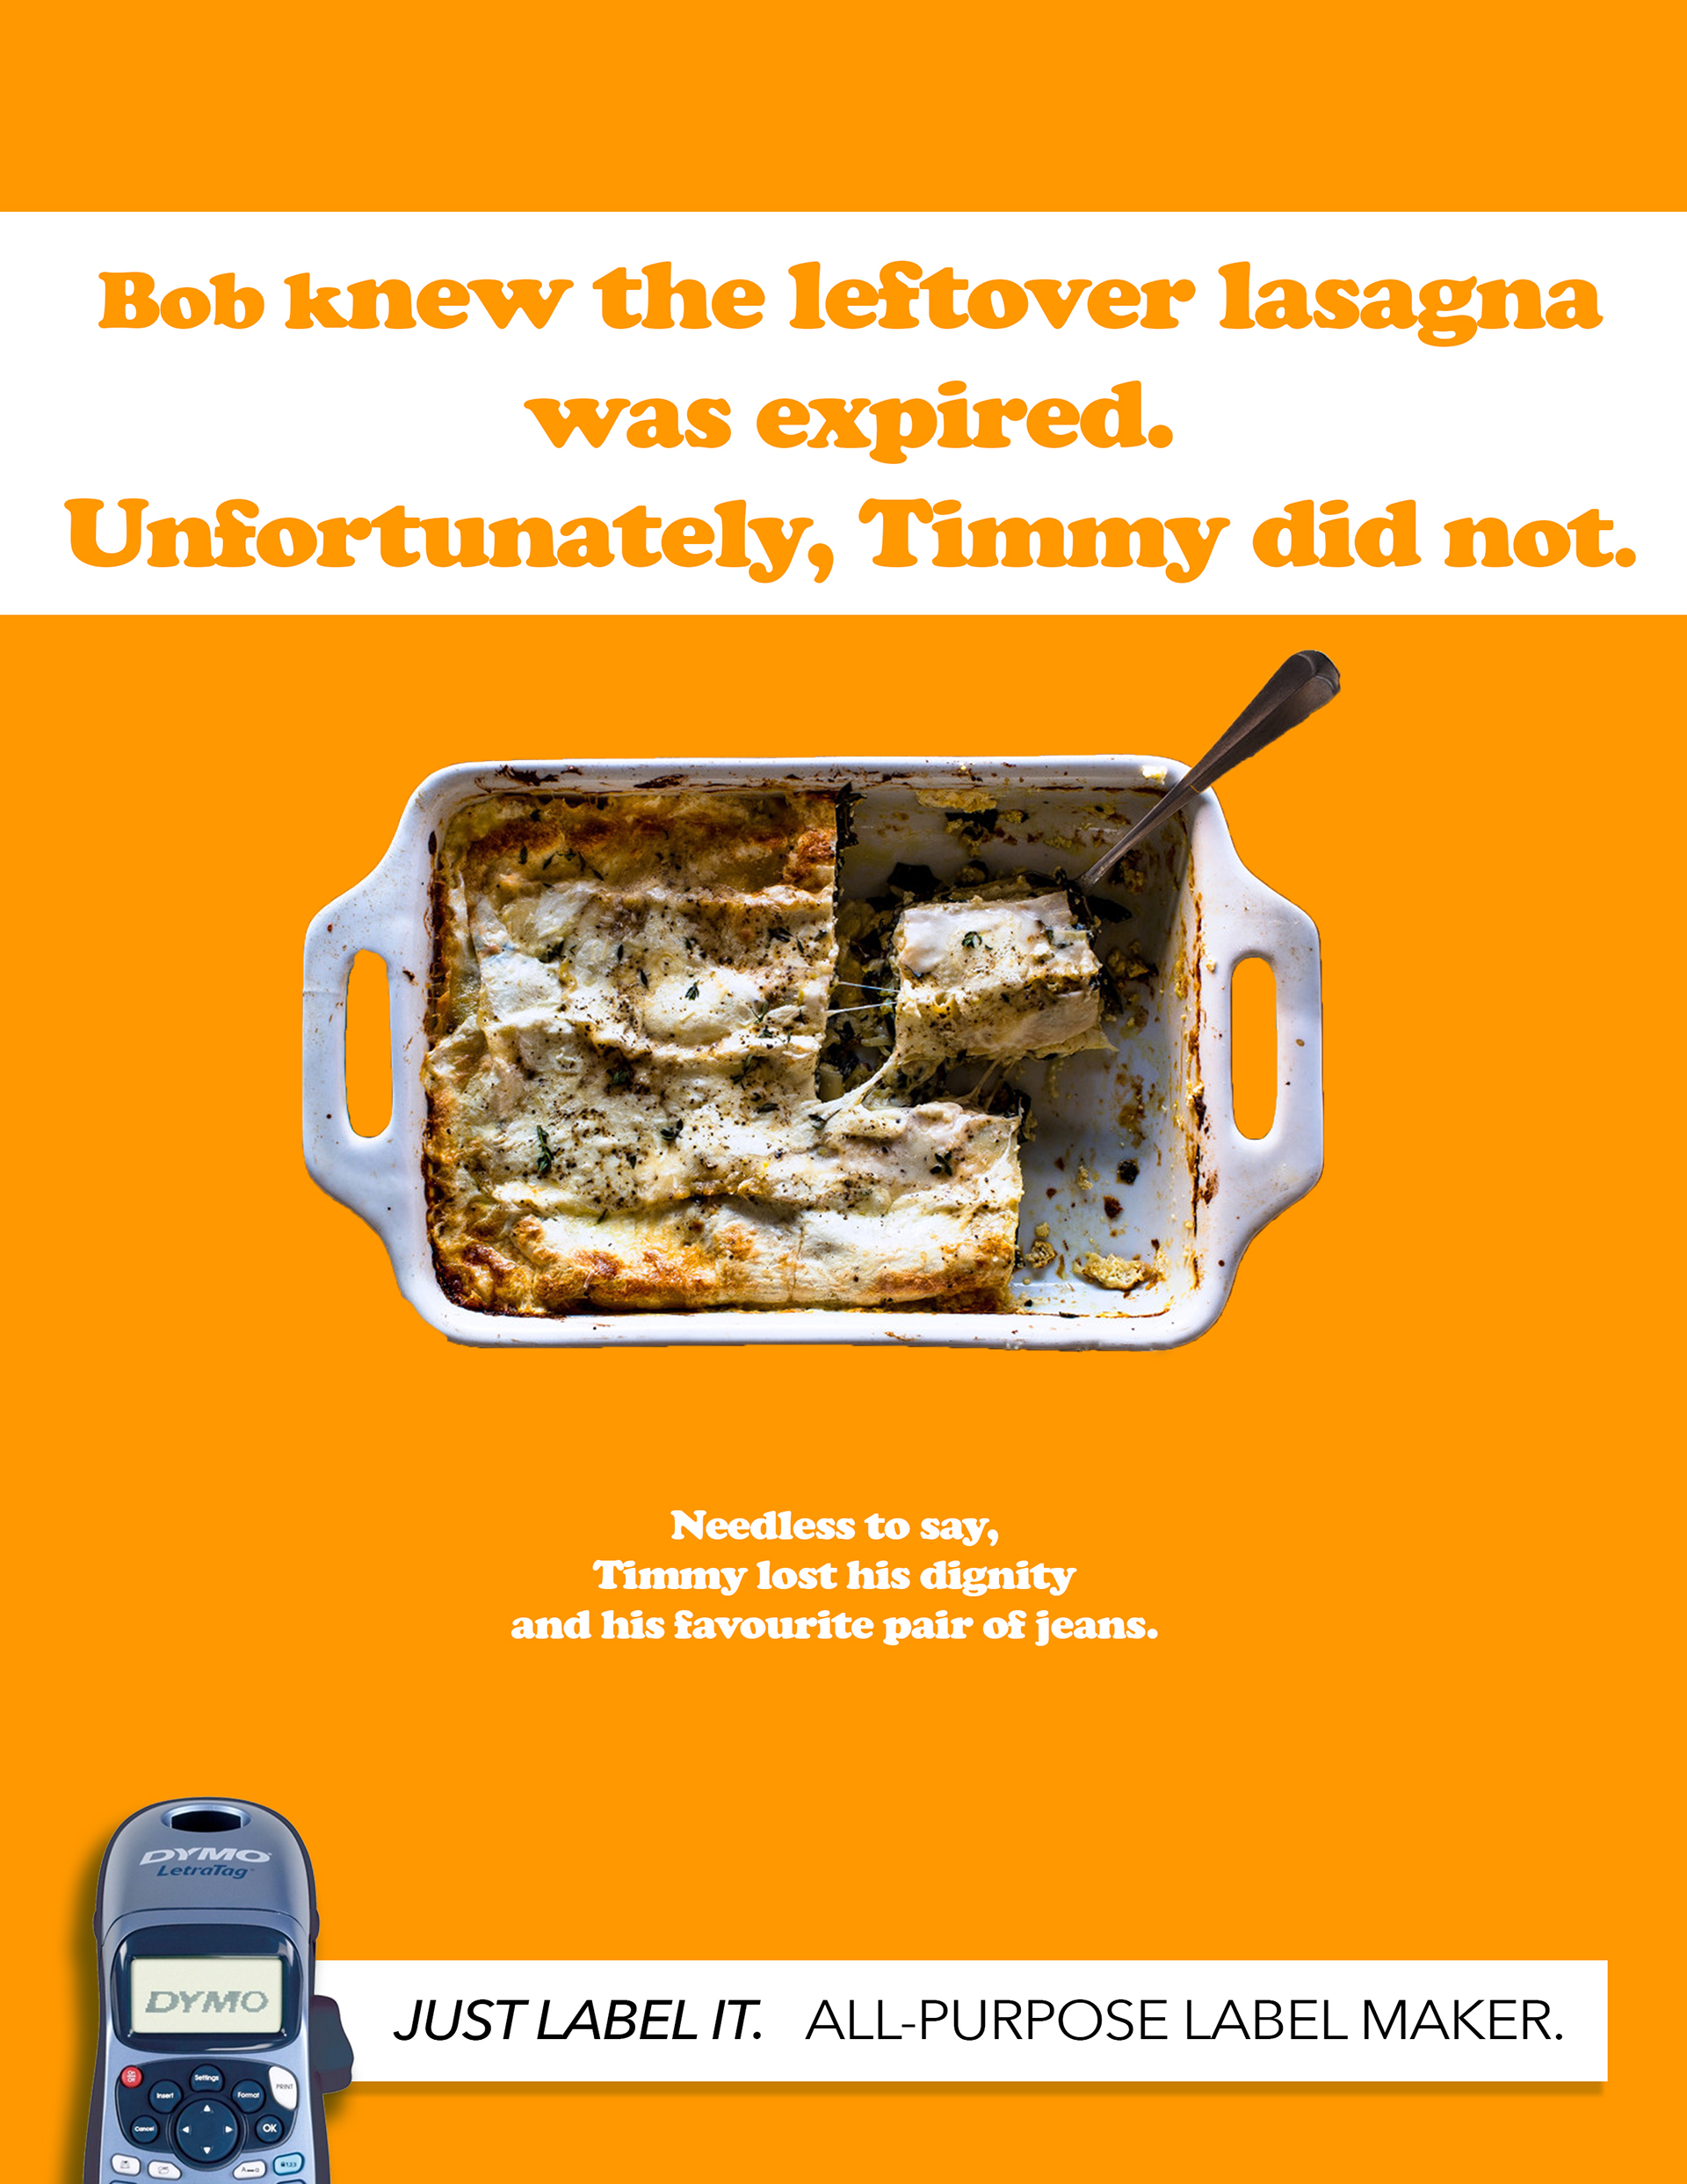 Bob knew the leftover lasagna
was expired.
Unfortunately, Timmy did not.
Needless to say,
Timmy lost his dignity
and his favourite pair of jeans.
DYMO
LetraTag
DYMO
JUST LABEL IT. ALL-PURPOSE LABEL MAKER.
Settings
Insert
Format
PRINT
Cancel
OK